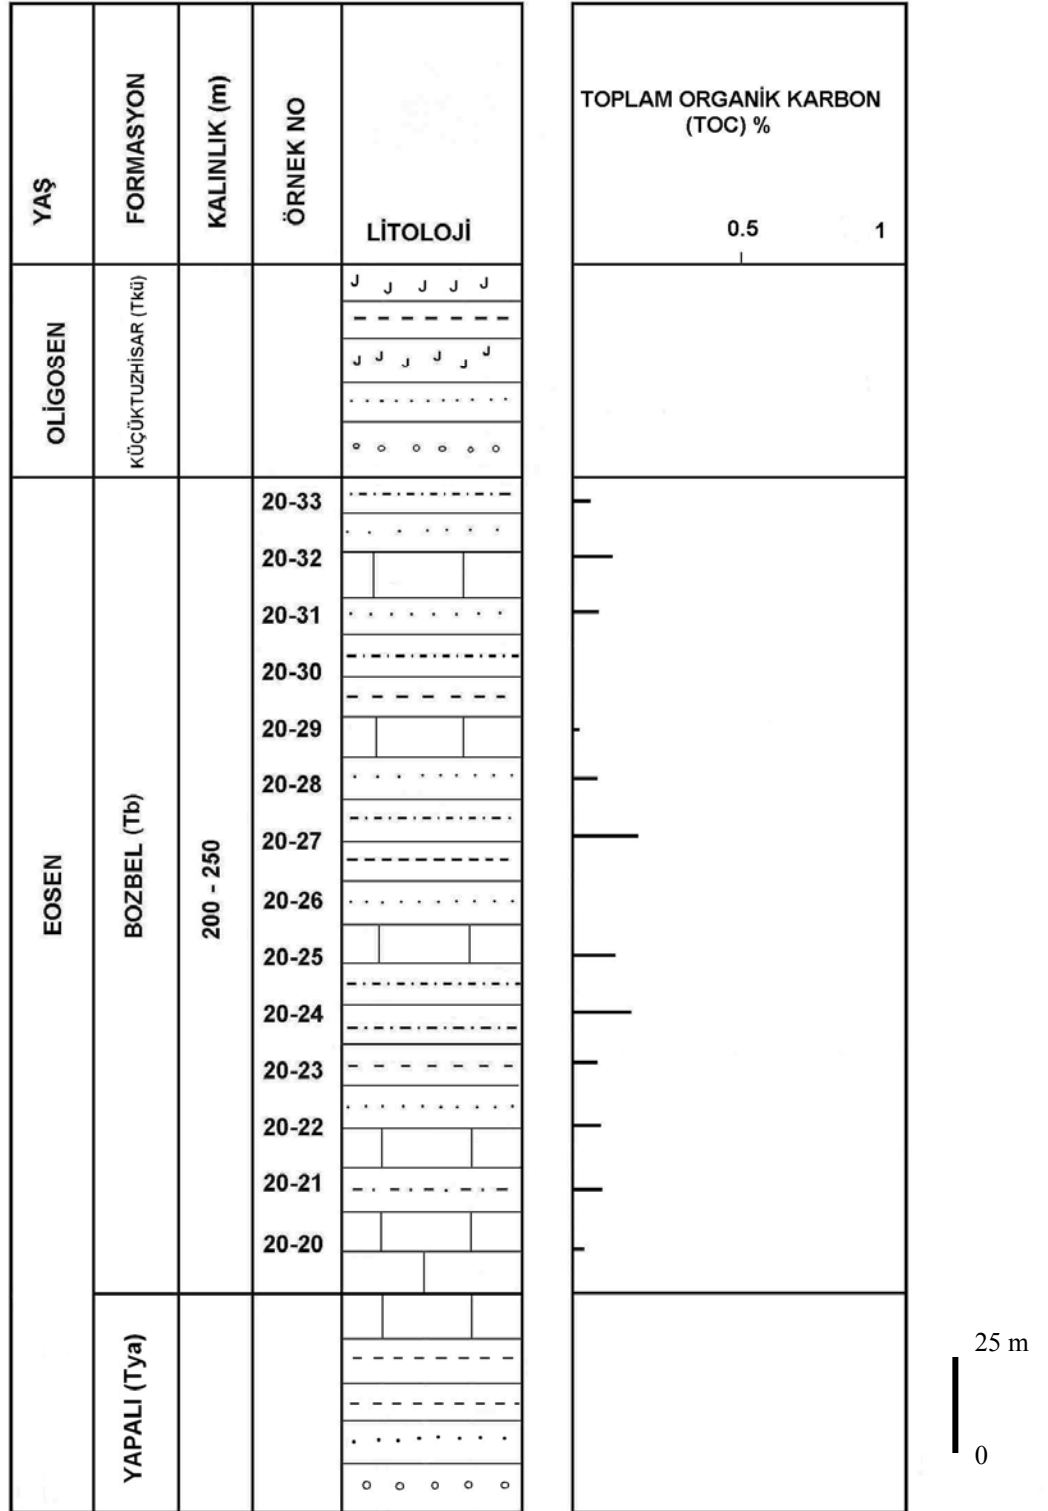 YAŞ
FORMASYON
KALINLIK (m)
ÖRNEK NO
LİTOLOJİ
TOPLAM ORGANİK KARBON
(TOC) %
0.5
1
OLİGOSEN
KÜÇÜKTUZHİSAR (Tkü)
EOSEN
BOZBEL (Tb)
200 - 250
20-33
20-32
20-31
20-30
20-29
20-28
20-27
20-26
20-25
20-24
20-23
20-22
20-21
20-20
YAPALI (Tya)
25 m
0